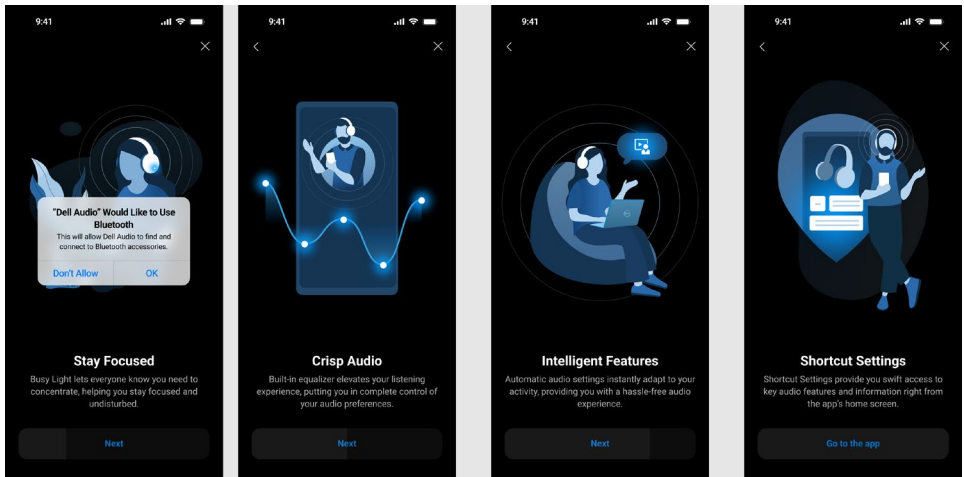 9:41
Stay Focused
Busy Light lets everyone know you need to
concentrate, helping you stay focused and
undisturbed.
"Dell Audio" Would Like to Use
Bluetooth
This will allow Dell Audio to find and
connect to Bluetooth accessories.
Don't Allow
OK
Next
9:41
Crisp Audio
Built-in equalizer elevates your listening
experience, putting you in complete control of
your audio preferences.
Next
9:41
Intelligent Features
Automatic audio settings instantly adapt to your
activity, providing you with a hassle-free audio
experience.
Next
9:41
Shortcut Settings
Shortcut Settings provide you swift access to
key audio features and information right from
the app's home screen.
Go to the app